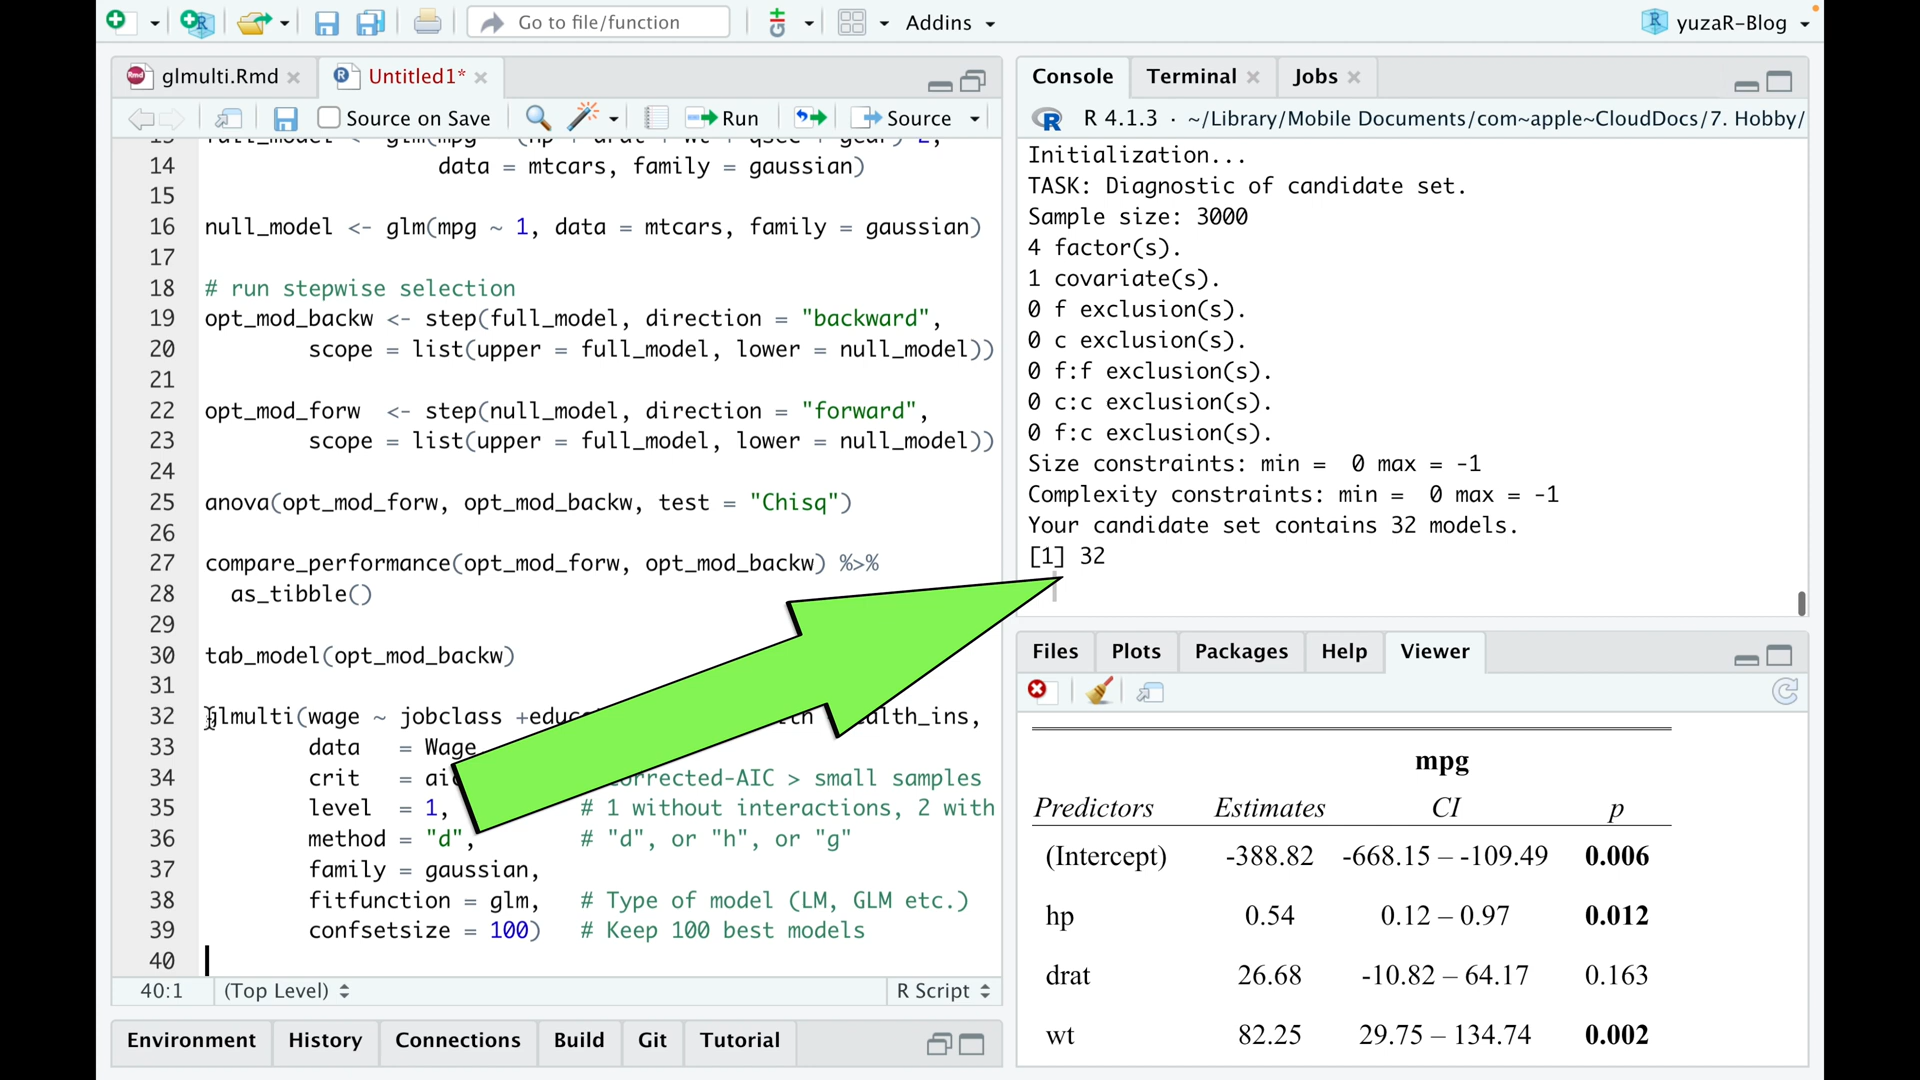 Go to file/function
Addins
yuzaR-Blog
glmulti.Rmd
Untitled1*
Source on Save
Run
Source
14 data = mtcars, family = gaussian)
15
16 null_model <- glm(mpg ~ 1, data = mtcars, family = gaussian)
17
18 # run stepwise selection
19 opt_mod_backw <- step(full_model, direction = "backward",
20 scope = list(upper = full_model, lower = null_model))
21
22 opt_mod_forw <- step(null_model, direction = "forward",
23 scope = list(upper = full_model, lower = null_model))
24
25 anova(opt_mod_forw, opt_mod_backw, test = "Chisq")
26
27 compare_performance(opt_mod_forw, opt_mod_backw) %>%
28 as_tibble()
29
30 tab_model(opt_mod_backw)
31
32 glmulti(wage ~ jobclass
33 data = Wage
34 crit =
> small samples
35 level = 1, # 1 without interactions, 2 with
36 method = "d", # "d", or "h", or "g"
37 family = gaussian,
38 fitfunction = glm, # Type of model (LM, GLM etc.)
39 confsetsize = 100) # Keep 100 best models
40
40:1 (Top Level) R Script
Environment History Connections Build Git Tutorial
Console Terminal Jobs
R 4.1.3 · ~/Library/Mobile Documents/com~apple~CloudDocs/7. Hobby/
Initialization...
TASK: Diagnostic of candidate set.
Sample size: 3000
4 factor(s).
1 covariate(s).
0 f exclusion(s).
0 c exclusion(s).
0 f:f exclusion(s).
0 c:c exclusion(s).
0 f:c exclusion(s).
Size constraints: min = 0 max = -1
Complexity constraints: min = 0 max = -1
Your candidate set contains 32 models.
[1] 32
Files Plots Packages Help Viewer
mpg
Predictors Estimates CI p
(Intercept) -388.82 -668.15 – -109.49 0.006
hp 0.54 0.12 – 0.97 0.012
drat 26.68 -10.82 – 64.17 0.163
wt 82.25 29.75 – 134.74 0.002